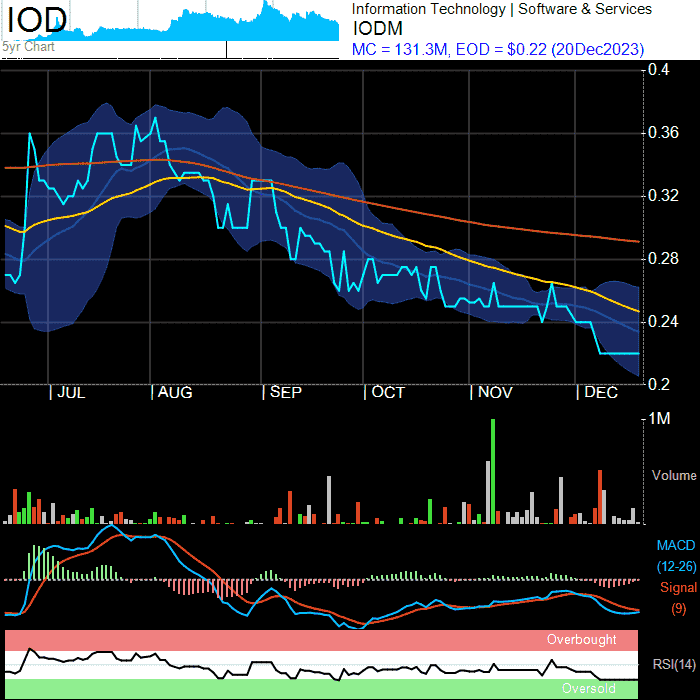 IOD
5yr Chart
Information Technology | Software & Services
IODM
MC = 131.3M, EOD = $0.22 (20Dec2023)
0.4
0.36
0.32
0.28
0.24
0.2
| JUL | AUG | SEP | OCT | NOV | DEC
1M
Volume
MACD
(12-26)
Signal
(9)
Overbought
RSI(14)
Oversold